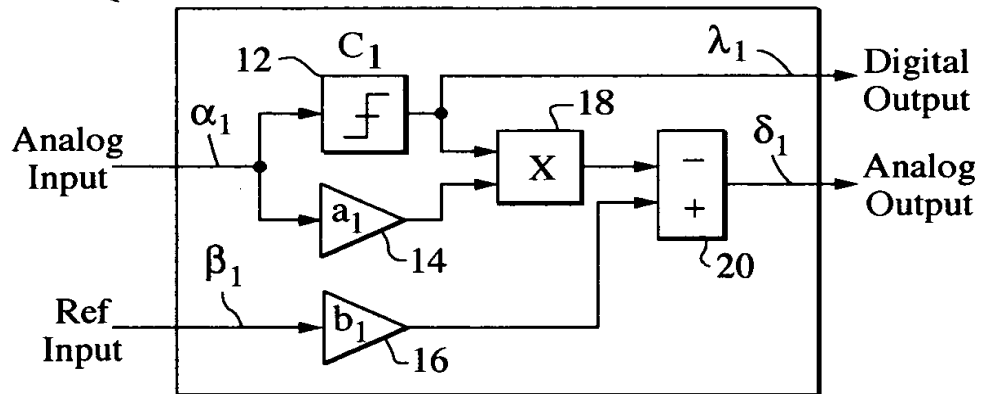 12
C1
λ1
Digital
Output
18
α1
Analog
Input
X
−
+
δ1
Analog
Output
a1
14
20
β1
Ref
Input
b1
16